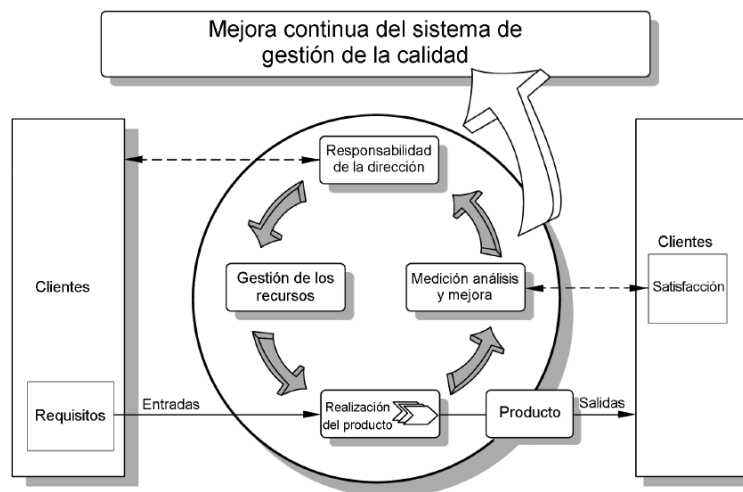 Mejora continua del sistema de
gestión de la calidad
Responsabilidad
de la dirección
Clientes
Gestión de los
recursos
Medición análisis
y mejora
Clientes
Satisfacción
Requisitos
Entradas
Realización
del producto
Producto
Salidas